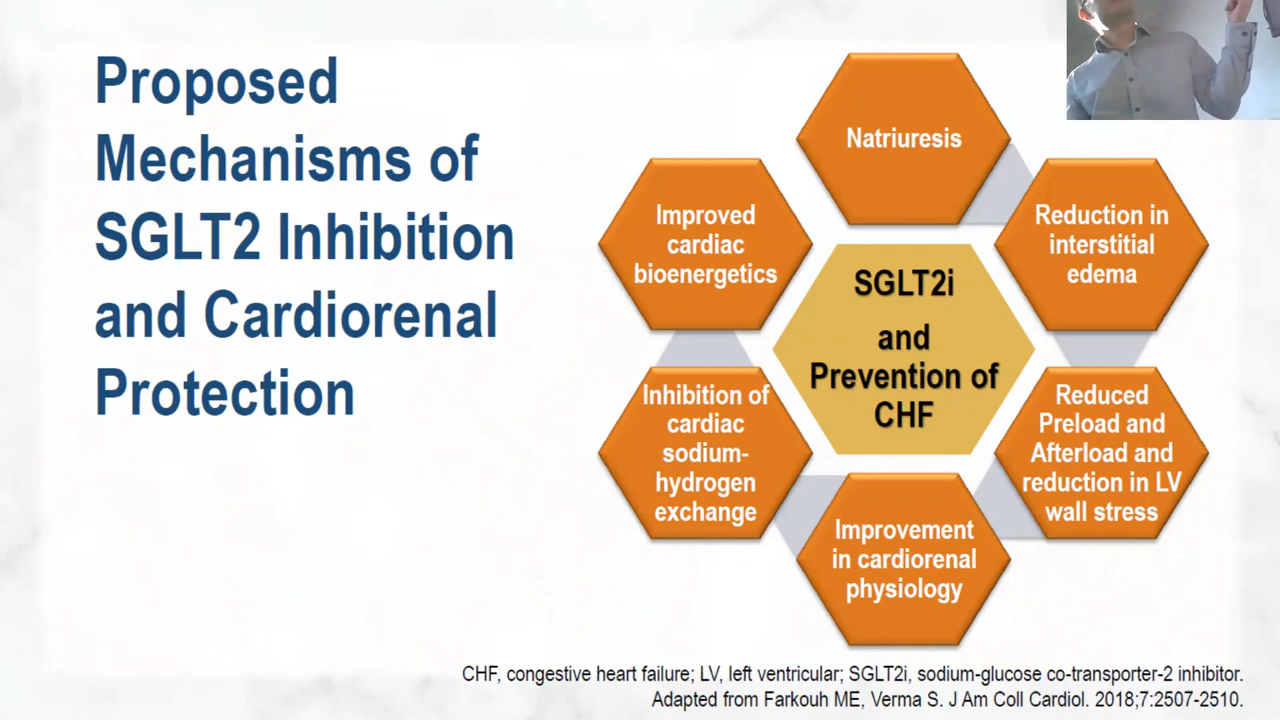 Proposed
Mechanisms of
SGLT2 Inhibition
and Cardiorenal
Protection
Natriuresis
Reduction in
interstitial
edema
Reduced
Preload and
Afterload and
reduction in LV
wall stress
Improvement
in cardiorenal
physiology
Inhibition of
cardiac
sodium-
hydrogen
exchange
Improved
cardiac
bioenergetics
SGLT2i
and
Prevention of
CHF
CHF, congestive heart failure; LV, left ventricular; SGLT2i, sodium-glucose co-transporter-2 inhibitor.
Adapted from Farkouh ME, Verma S. J Am Coll Cardiol. 2018;7:2507-2510.